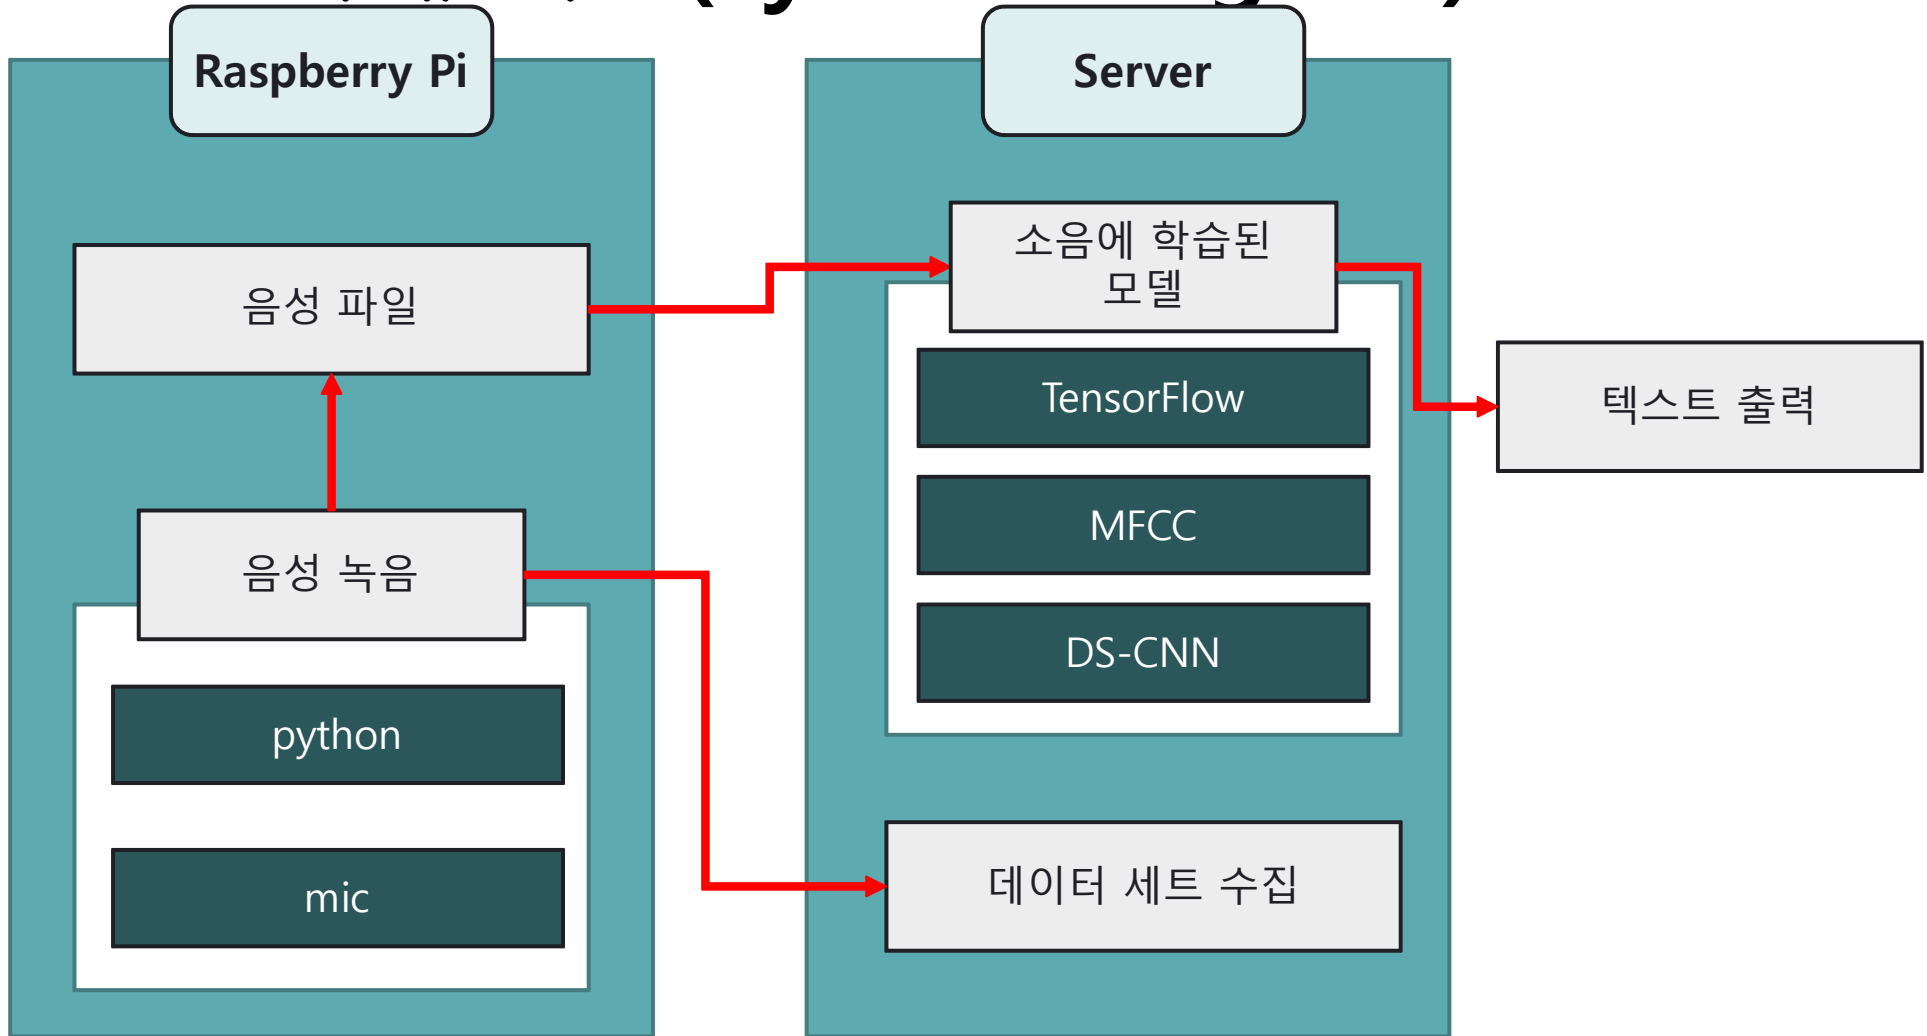 Raspberry Pi
음성 파일
음성 녹음
python
mic
Server
소음에 학습된
모델
TensorFlow
MFCC
DS-CNN
데이터 세트 수집
텍스트 출력